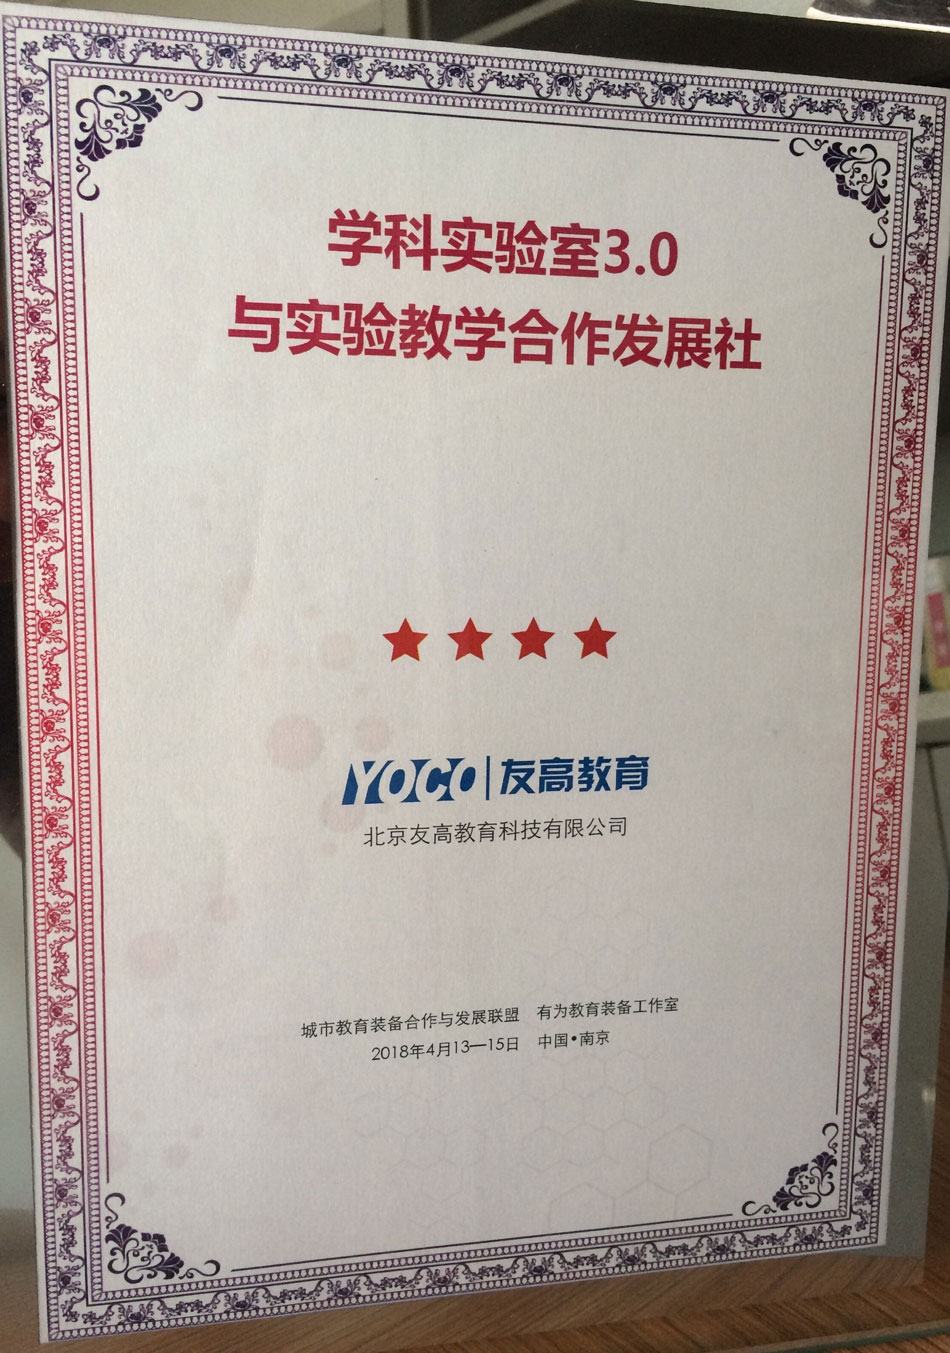 学科实验室3.0
与实验教学合作发展社
YOCO|友高教育
北京友高教育科技有限公司
城市教育装备合作与发展联盟 有为教育装备工作室
2018年4月13—15日 中国•南京